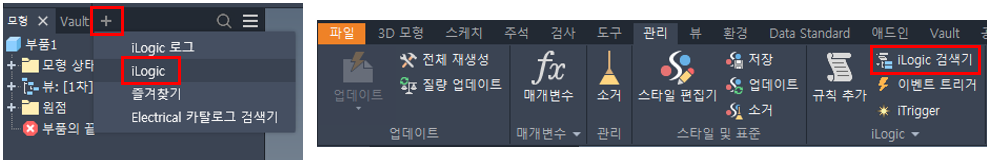 모형 × Vault +
iLogic 로그
부품1
iLogic
모형 상태
뷰: [1차]
즐겨찾기
원점
Electrical 카탈로그 검색기
부품의 끝
파일 3D 모형 스케치 주석 검사 도구 관리 뷰 환경 Data Standard 애드인 Vault
업데이트
전체 재생성
질량 업데이트
업데이트
fx
매개변수
매개변수
소거
관리
스타일 편집기
저장
업데이트
소거
스타일 및 표준
규칙 추가
iLogic 검색기
이벤트 트리거
iTrigger
iLogic